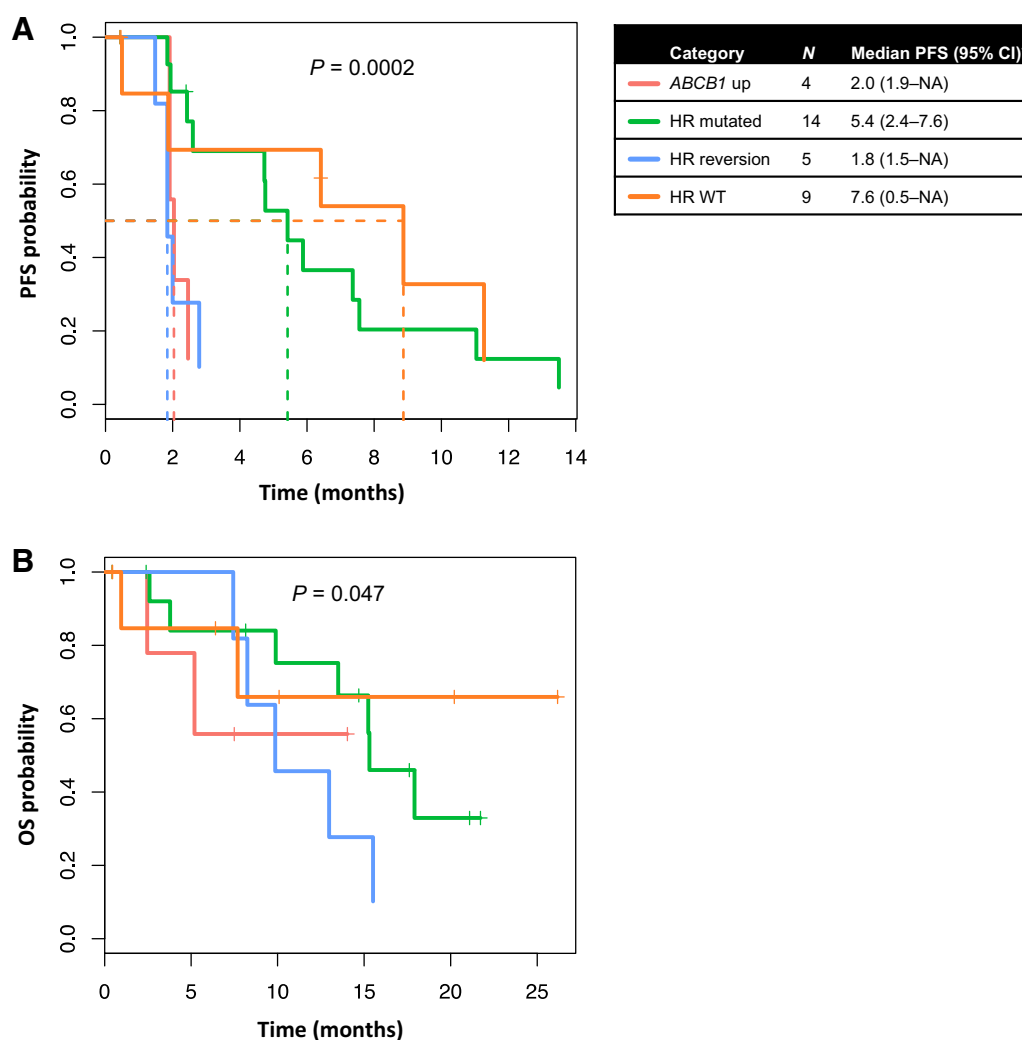 A
P = 0.0002
1.0
0.8
0.6
0.4
0.2
0.0
PFS probability
0 2 4 6 8 10 12 14
Time (months)
Category N Median PFS (95% CI)
ABCB1 up 4 2.0 (1.9–NA)
HR mutated 14 5.4 (2.4–7.6)
HR reversion 5 1.8 (1.5–NA)
HR WT 9 7.6 (0.5–NA)
B
P = 0.047
1.0
0.8
0.6
0.4
0.2
0.0
OS probability
0 5 10 15 20 25
Time (months)